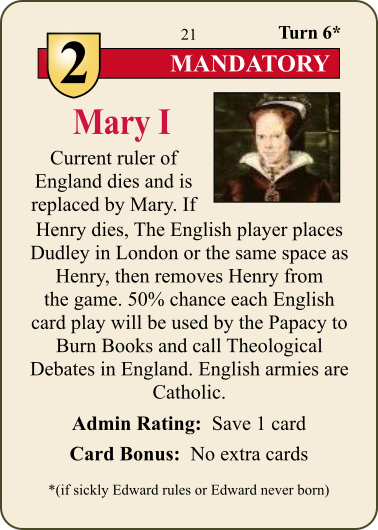 21
Turn 6*
2
MANDATORY
Mary I
Current ruler of
England dies and is
replaced by Mary. If
Henry dies, The English player places
Dudley in London or the same space as
Henry, then removes Henry from
the game. 50% chance each English
card play will be used by the Papacy to
Burn Books and call Theological
Debates in England. English armies are
Catholic.
Admin Rating: Save 1 card
Card Bonus: No extra cards
*(if sickly Edward rules or Edward never born)